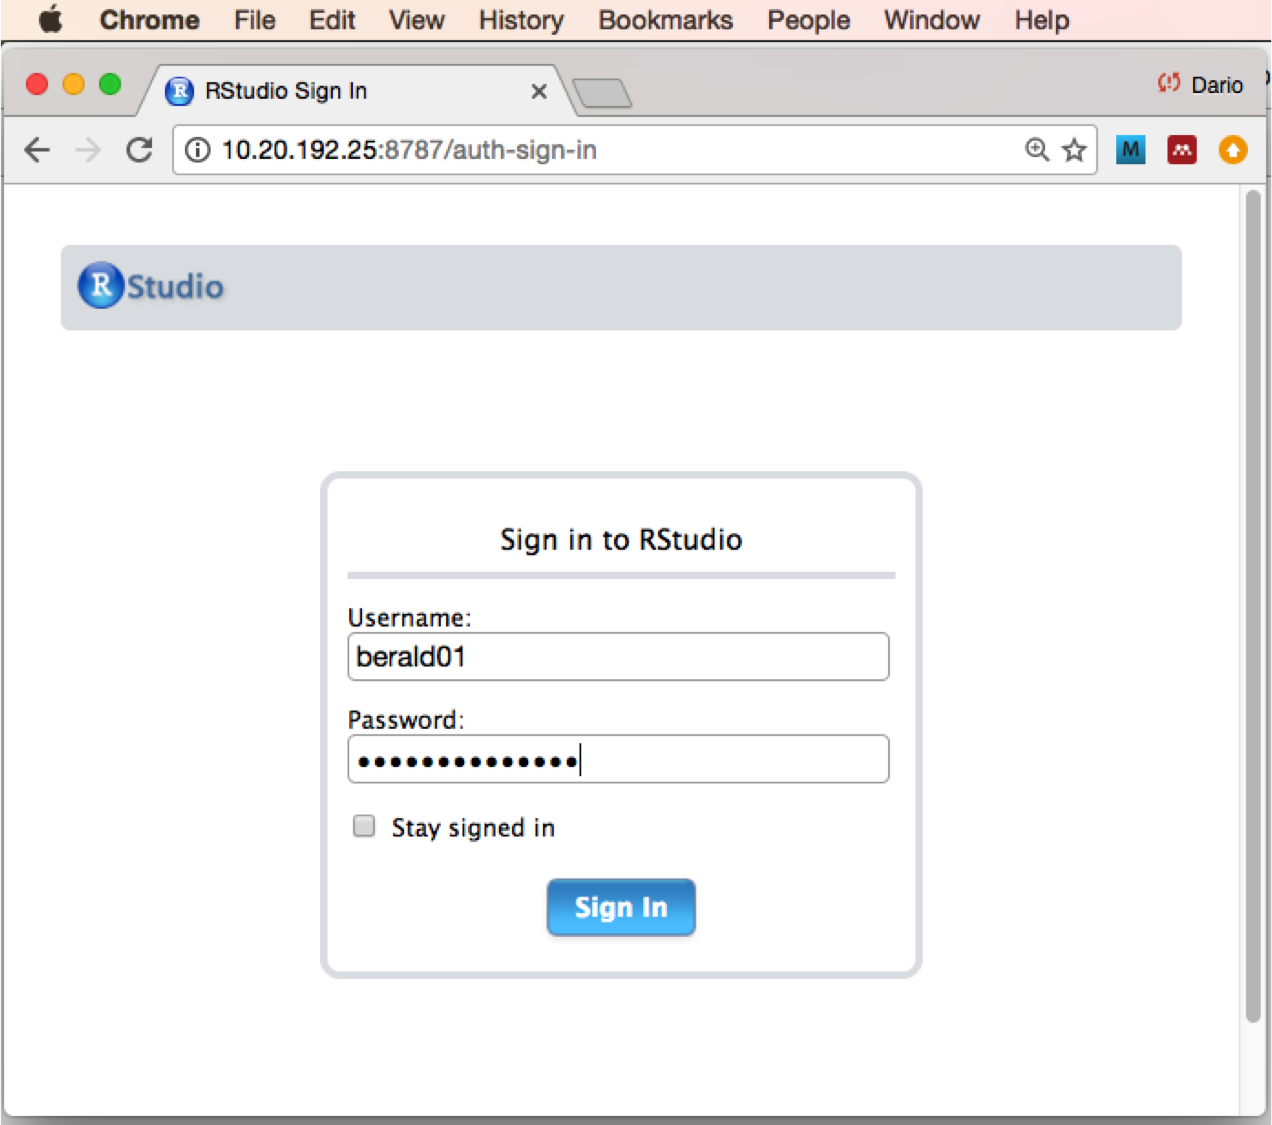 Chrome File Edit View History Bookmarks People Window Help
RStudio Sign In
Dario
10.20.192.25:8787/auth-sign-in
M
R Studio
Sign in to RStudio
Username:
berald01
Password:
••••••••••••••
Stay signed in
Sign In